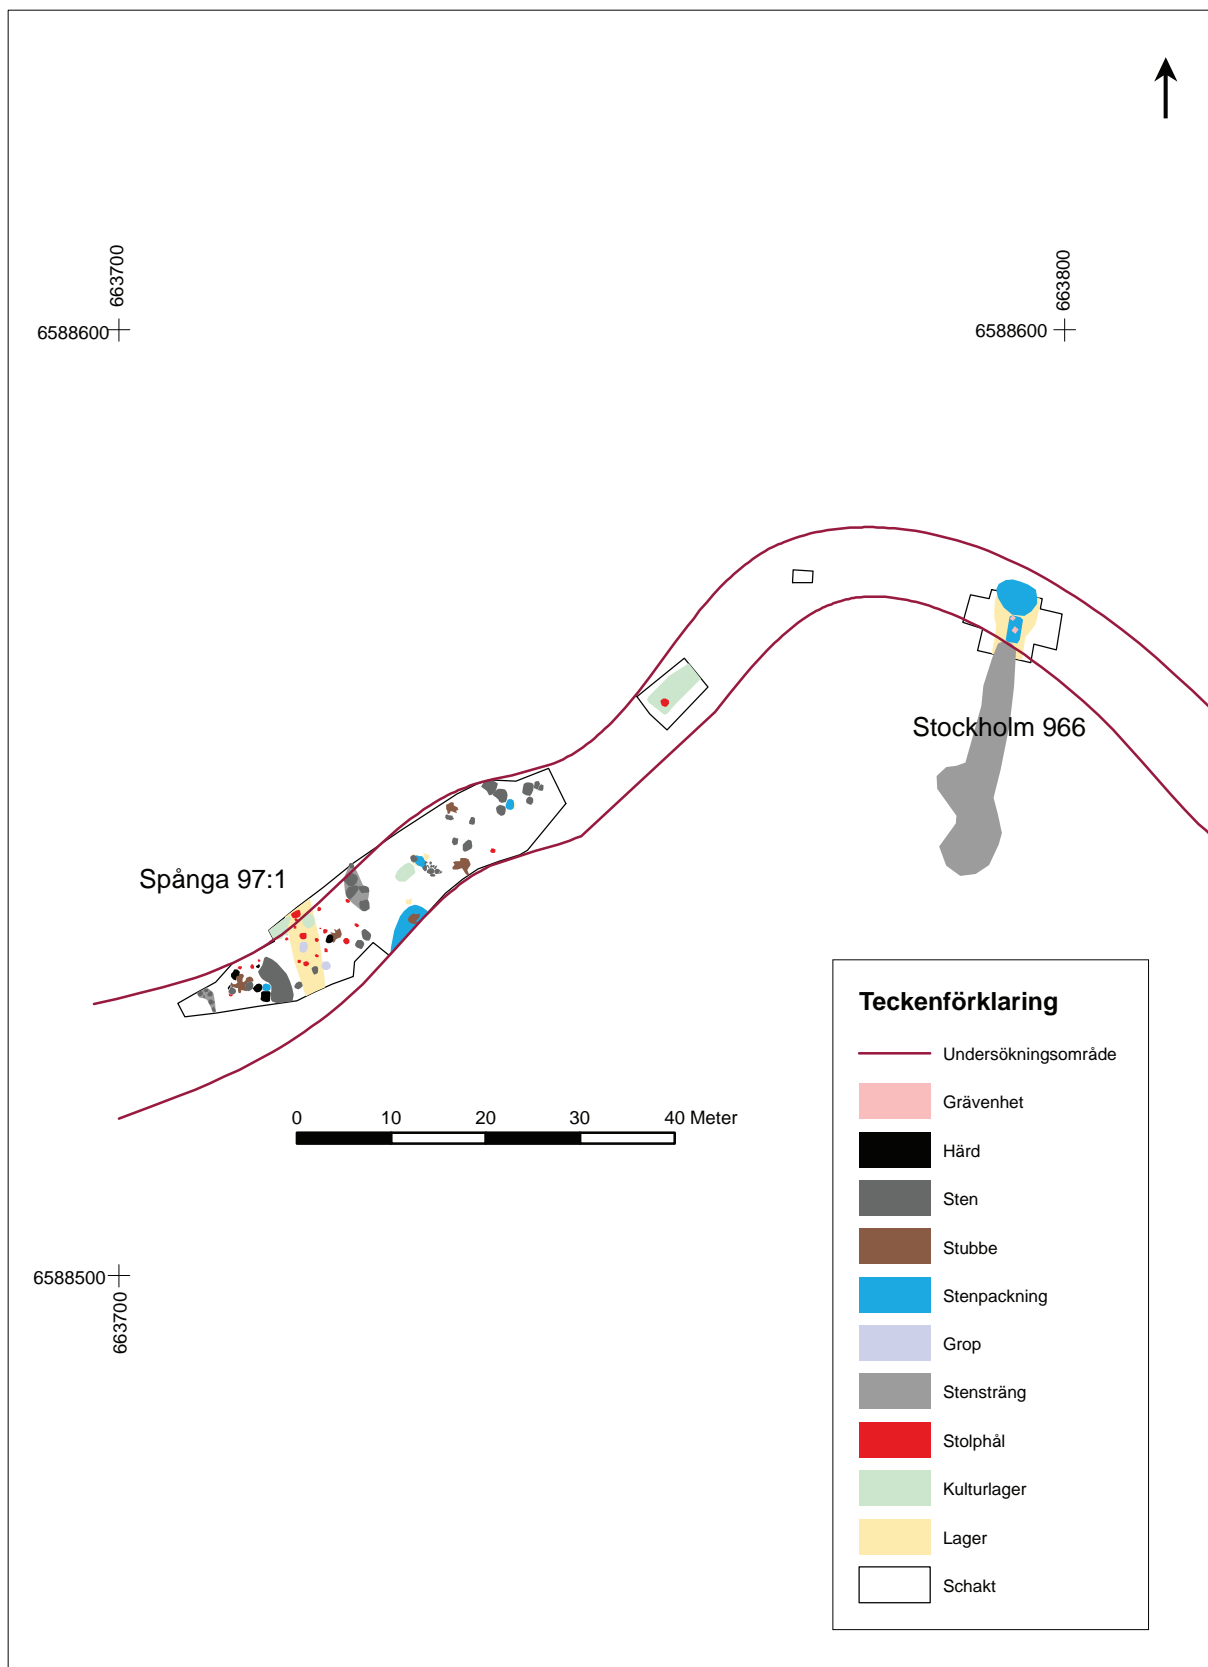 663700
663800
6588600
6588600
Stockholm 966
Spånga 97:1
0 10 20 30 40 Meter
6588500
663700
Teckenförklaring
Undersökningsområde
Grävenhet
Härd
Sten
Stubbe
Stenpackning
Grop
Stensträng
Stolphål
Kulturlager
Lager
Schakt